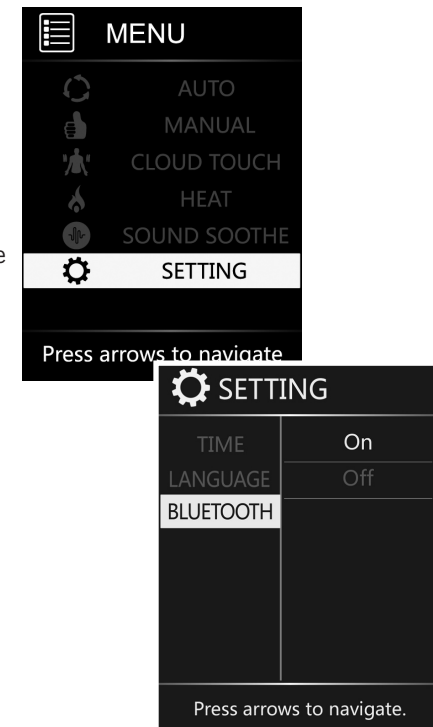 MENU
AUTO
MANUAL
CLOUD TOUCH
HEAT
SOUND SOOTHE
SETTING
Press arrows to navigate
SETTING
TIME On
LANGUAGE Off
BLUETOOTH
Press arrows to navigate.